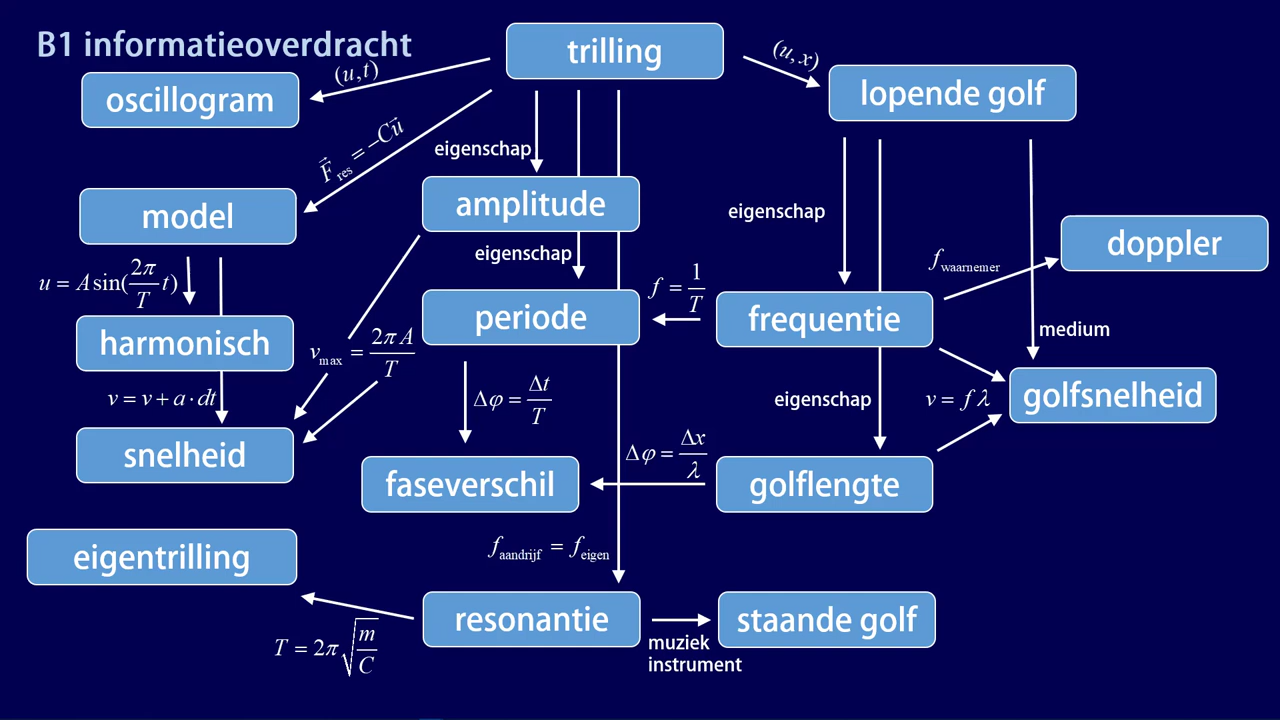 B1 informatieoverdracht
trilling
(u,t)
(u,x)
oscillogram
lopende golf
F⃗res = −Cu⃗
eigenschap
model
amplitude
eigenschap
doppler
eigenschap
fwaarnemer
u = A sin(2π/T t)
f = 1/T
periode
frequentie
medium
harmonisch
vmax = 2πA/T
v = v + a · dt
Δφ = Δt/T
eigenschap
v = fλ
golfsnelheid
snelheid
Δφ = Δx/λ
faseverschil
golflengte
eigentrilling
faandrijf = feigen
resonantie
staande golf
T = 2π√(m/C)
muziek
instrument